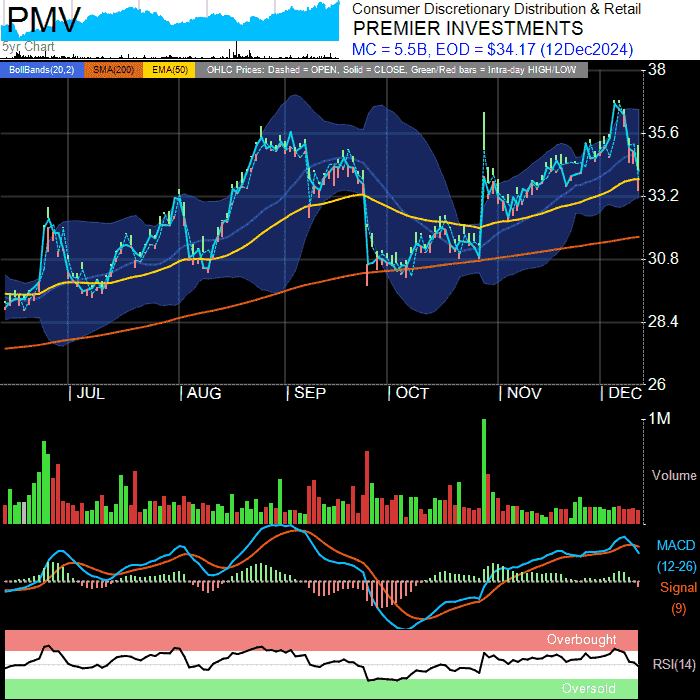 PMV
5yr Chart
Consumer Discretionary Distribution & Retail
PREMIER INVESTMENTS
MC = 5.5B, EOD = $34.17 (12Dec2024)
BollBands(20,2) SMA(200) EMA(50) OHLC Prices: Dashed = OPEN, Solid = CLOSE, Green/Red bars = Intra-day HIGH/LOW
38
35.6
33.2
30.8
28.4
26
JUL AUG SEP OCT NOV DEC
1M
Volume
MACD
(12-26)
Signal
(9)
Overbought
RSI(14)
Oversold